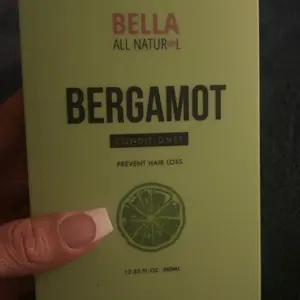 BELLA
ALL NATURAL
BERGAMOT
CONDITIONER
PREVENT HAIR LOSS